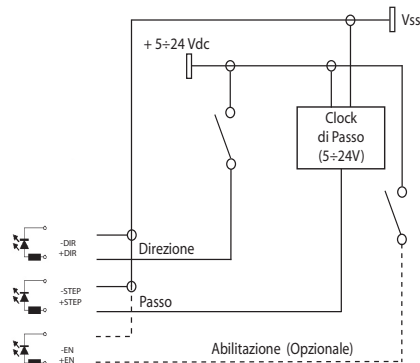 Vss
+ 5÷24 Vdc
Clock
di Passo
(5÷24V)
-DIR
+DIR
Direzione
-STEP
+STEP
Passo
-EN
+EN
Abilitazione (Opzionale)